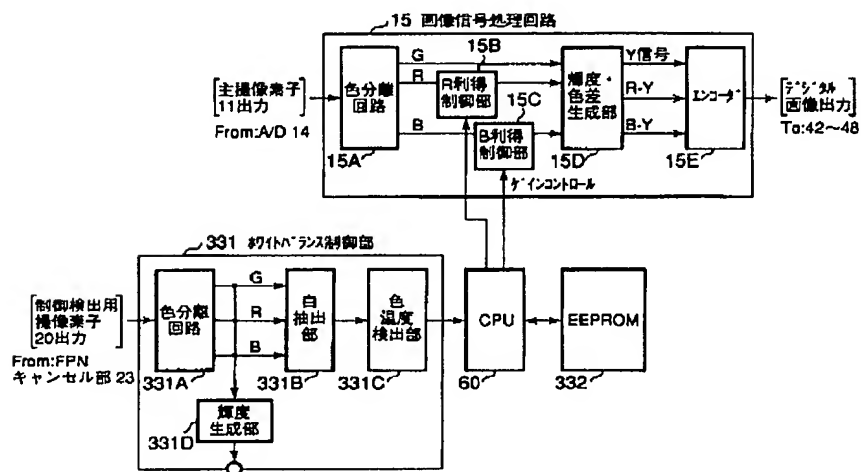 15 画像信号処理回路
主撮像素子
11出力
From:A/D 14
色分離
回路
15A
G
R
B
15B
R利得
制御部
15C
B利得
制御部
輝度・
色差
生成部
15D
Y信号
R-Y
B-Y
エンコーダ
15E
デジタル
画像出力
To:42～48
ゲインコントロール
331 ホワイトバランス制御部
制御検出用
撮像素子
20出力
From:FPN
キャンセル部 23
色分離
回路
331A
G
R
B
白
抽出
部
331B
色
温度
検出部
331C
CPU
60
EEPROM
332
輝度
生成部
331D